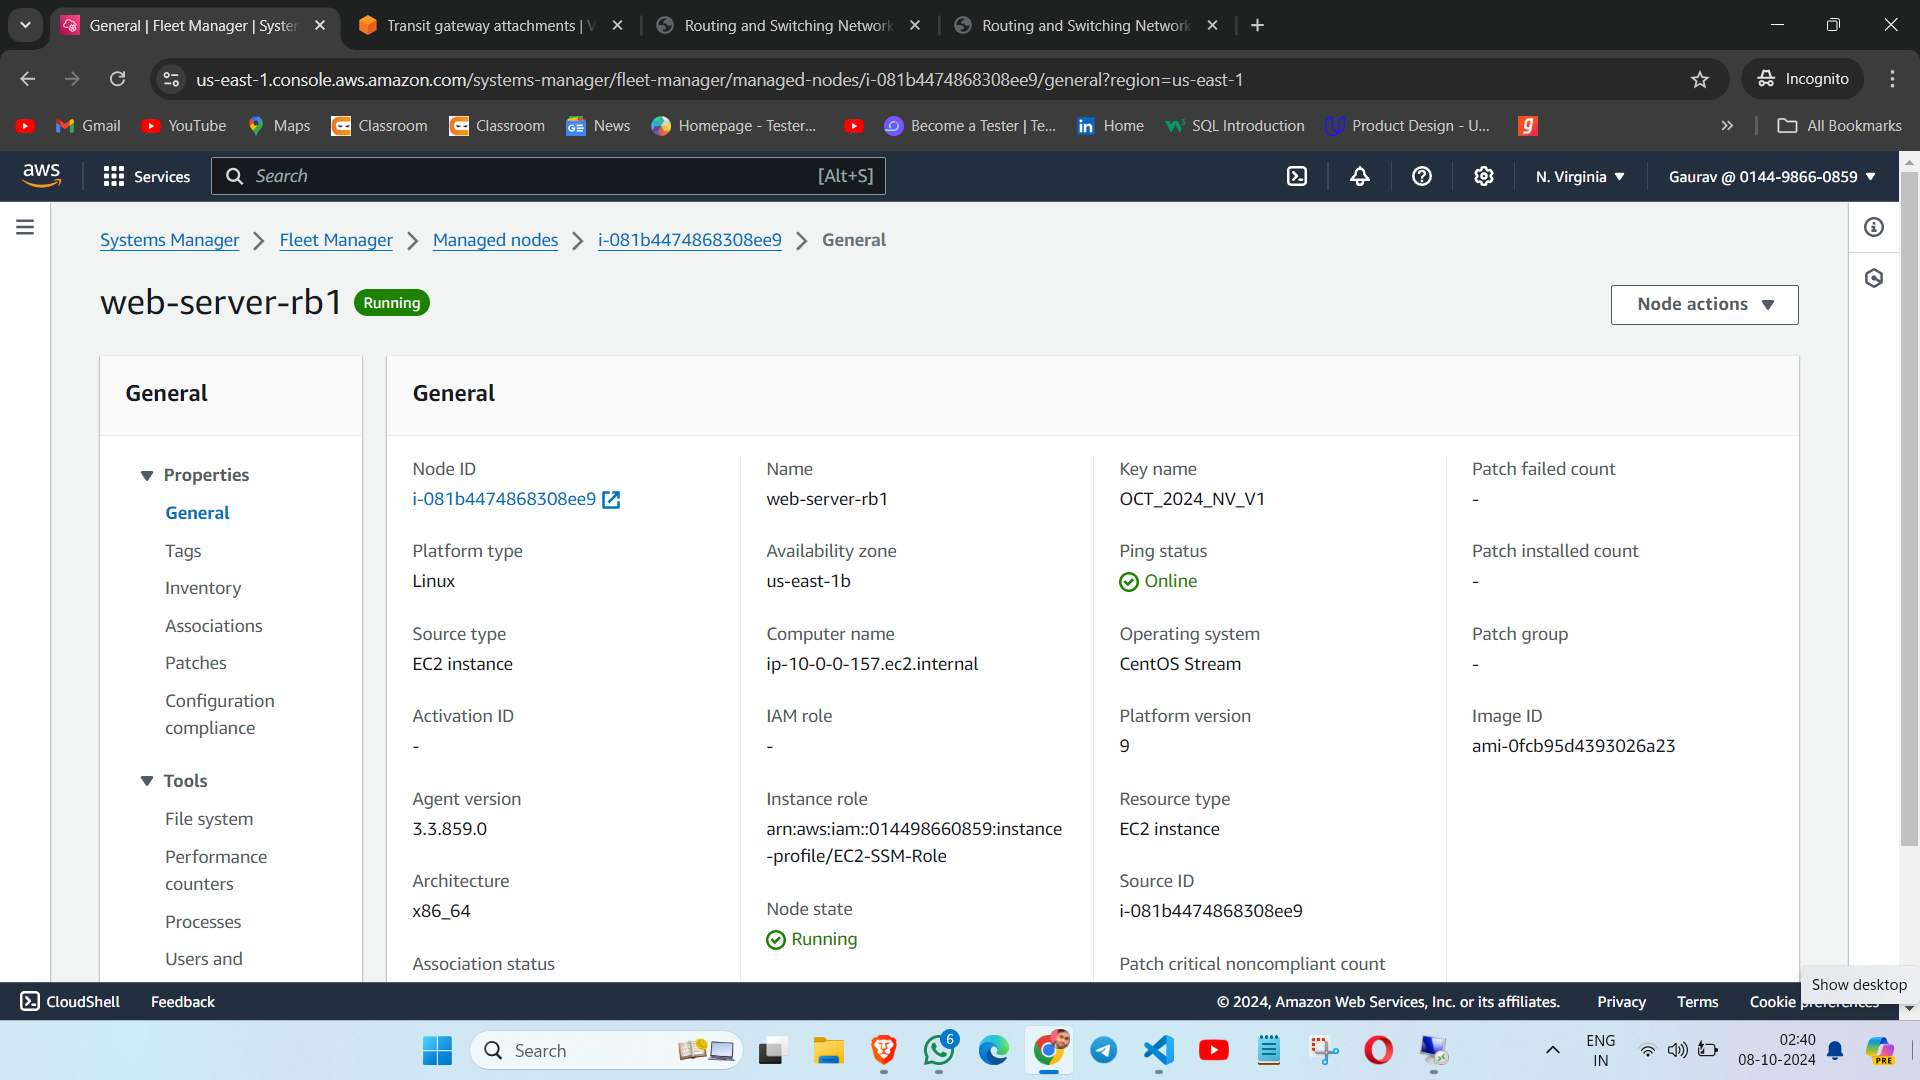 General | Fleet Manager | Syste
Transit gateway attachments | V
Routing and Switching Network
Routing and Switching Network
us-east-1.console.aws.amazon.com/systems-manager/fleet-manager/managed-nodes/i-081b4474868308ee9/general?region=us-east-1
Incognito
Gmail
YouTube
Maps
Classroom
Classroom
News
Homepage - Tester...
Become a Tester | Te...
Home
SQL Introduction
Product Design - U...
All Bookmarks
aws
Services
Search
[Alt+S]
N. Virginia
Gaurav @ 0144-9866-0859
Systems Manager
Fleet Manager
Managed nodes
i-081b4474868308ee9
General
web-server-rb1
Running
Node actions
General
Properties
General
Tags
Inventory
Associations
Patches
Configuration
compliance
Tools
File system
Performance
counters
Processes
Users and
General
Node ID
i-081b4474868308ee9
Platform type
Linux
Source type
EC2 instance
Activation ID
-
Agent version
3.3.859.0
Architecture
x86_64
Association status
Name
web-server-rb1
Availability zone
us-east-1b
Computer name
ip-10-0-0-157.ec2.internal
IAM role
-
Instance role
arn:aws:iam::014498660859:instance
-profile/EC2-SSM-Role
Node state
Running
Key name
OCT_2024_NV_V1
Ping status
Online
Operating system
CentOS Stream
Platform version
9
Resource type
EC2 instance
Source ID
i-081b4474868308ee9
Patch critical noncompliant count
Patch failed count
-
Patch installed count
-
Patch group
-
Image ID
ami-0fcb95d4393026a23
Show desktop
CloudShell
Feedback
© 2024, Amazon Web Services, Inc. or its affiliates.
Privacy
Terms
Cookie preferences
Search
6
ENG
IN
02:40
08-10-2024
PRE